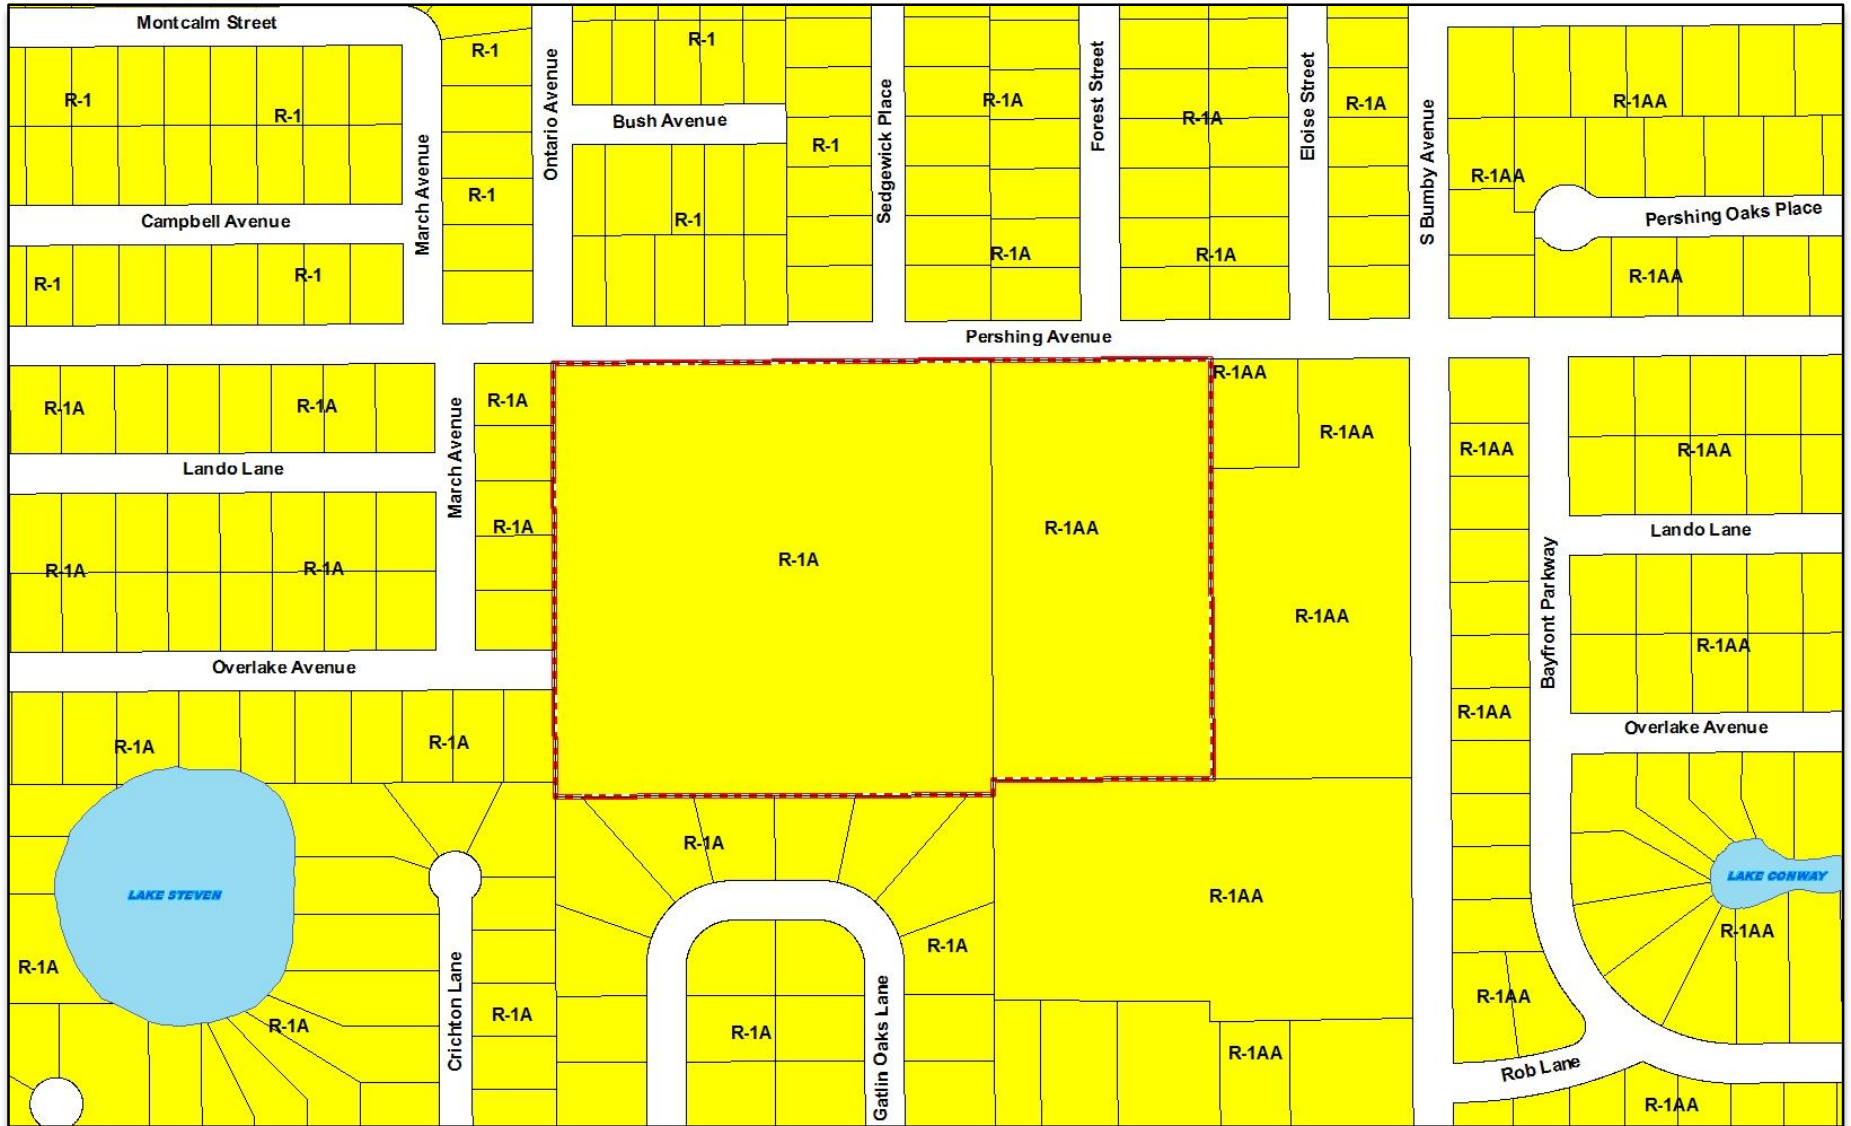 Montcalm Street
R-1
R-1
R-1
R-1
Ontario Avenue
Bush Avenue
R-1
R-1
March Avenue
Campbell Avenue
R-1
R-1
R-1
R-1
Sedgewick Place
R-1A
R-1A
Forest Street
R-1A
R-1A
Eloise Street
R-1A
S Bumby Avenue
R-1AA
R-1AA
Pershing Oaks Place
R-1AA
Pershing Avenue
R-1A
R-1A
Lando Lane
March Avenue
R-1A
R-1A
R-1A
R-1A
Overlake Avenue
R-1A
R-1AA
R-1AA
R-1AA
R-1AA
R-1AA
R-1AA
Lando Lane
Bayfront Parkway
R-1AA
R-1AA
Overlake Avenue
R-1A
R-1A
LAKE STEVEN
R-1A
R-1A
Crichton Lane
R-1A
R-1A
R-1A
R-1A
Gatlin Oaks Lane
R-1AA
R-1AA
LAKE CONWAY
R-1AA
R-1AA
Rob Lane
R-1AA